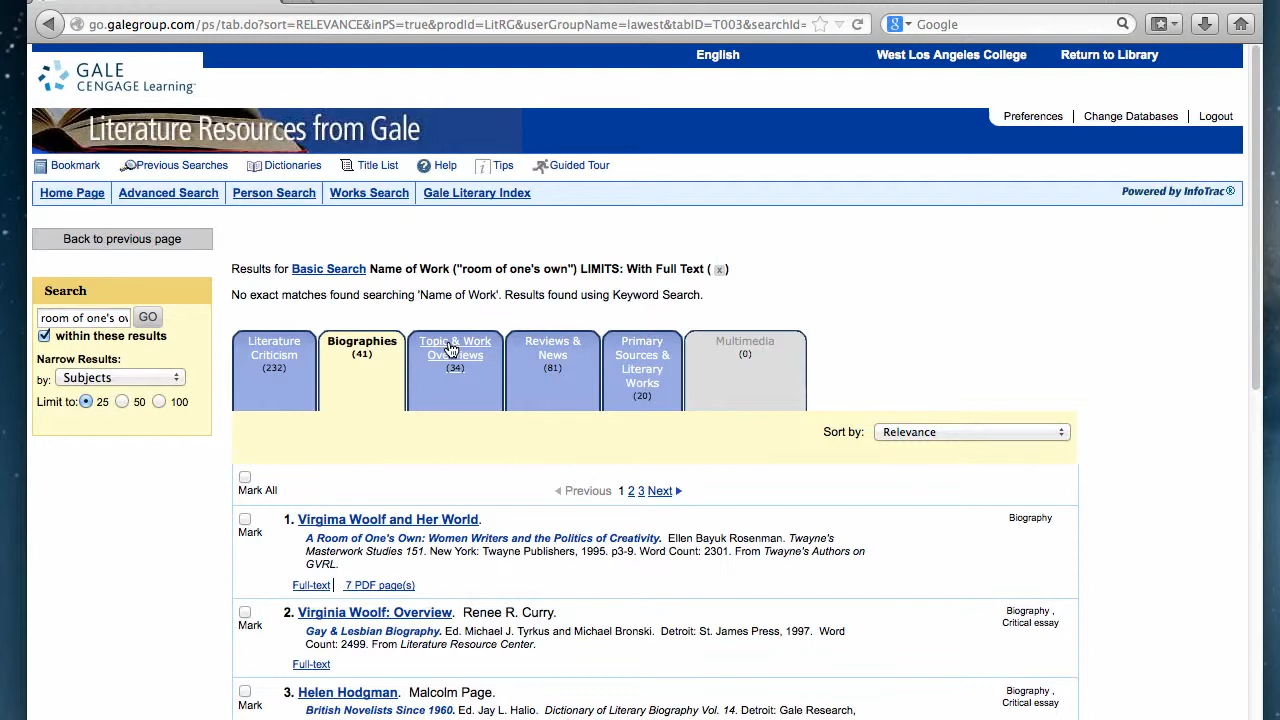 go.galegroup.com/ps/tab.do?sort=RELEVANCE&inPS=true&prodId=LitRG&userGroupName=lawest&tabID=T003&searchId=
Google
English
West Los Angeles College
Return to Library
GALE
CENGAGE Learning
Literature Resources from Gale
Preferences
Change Databases
Logout
Bookmark
Previous Searches
Dictionaries
Title List
Help
Tips
Guided Tour
Home Page
Advanced Search
Person Search
Works Search
Gale Literary Index
Powered by InfoTrac®
Back to previous page
Results for Basic Search Name of Work ("room of one's own") LIMITS: With Full Text ( x )
No exact matches found searching 'Name of Work'. Results found using Keyword Search.
Search
room of one's ov
GO
within these results
Narrow Results:
by: Subjects
Limit to: 25 50 100
Literature
Criticism
(232)
Biographies
(41)
Topic & Work
Overviews
(34)
Reviews &
News
(81)
Primary
Sources &
Literary
Works
(20)
Multimedia
(0)
Sort by: Relevance
Mark All
Previous 1 2 3 Next
Mark
1. Virgima Woolf and Her World.
Biography
A Room of One's Own: Women Writers and the Politics of Creativity. Ellen Bayuk Rosenman. Twayne's
Masterwork Studies 151. New York: Twayne Publishers, 1995. p3-9. Word Count: 2301. From Twayne's Authors on
GVRL.
Full-text | 7 PDF page(s)
Mark
2. Virginia Woolf: Overview. Renee R. Curry.
Biography ,
Critical essay
Gay & Lesbian Biography. Ed. Michael J. Tyrkus and Michael Bronski. Detroit: St. James Press, 1997. Word
Count: 2499. From Literature Resource Center.
Full-text
Mark
3. Helen Hodgman. Malcolm Page.
Biography ,
Critical essay
British Novelists Since 1960. Ed. Jay L. Halio. Dictionary of Literary Biography Vol. 14. Detroit: Gale Research,